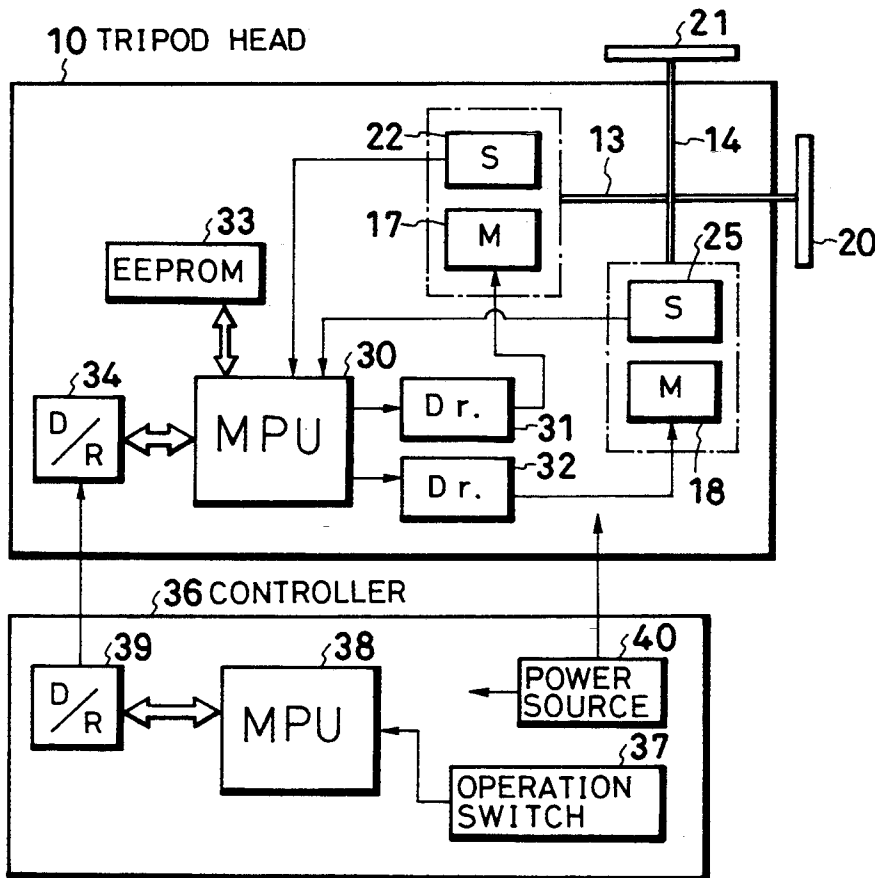 10 TRIPOD HEAD
21
22
S
13
14
17
M
20
25
S
33
EEPROM
34
D/R
30
MPU
Dr.
31
M
32
Dr.
18
36 CONTROLLER
39
D/R
38
MPU
40
POWER
SOURCE
37
OPERATION
SWITCH